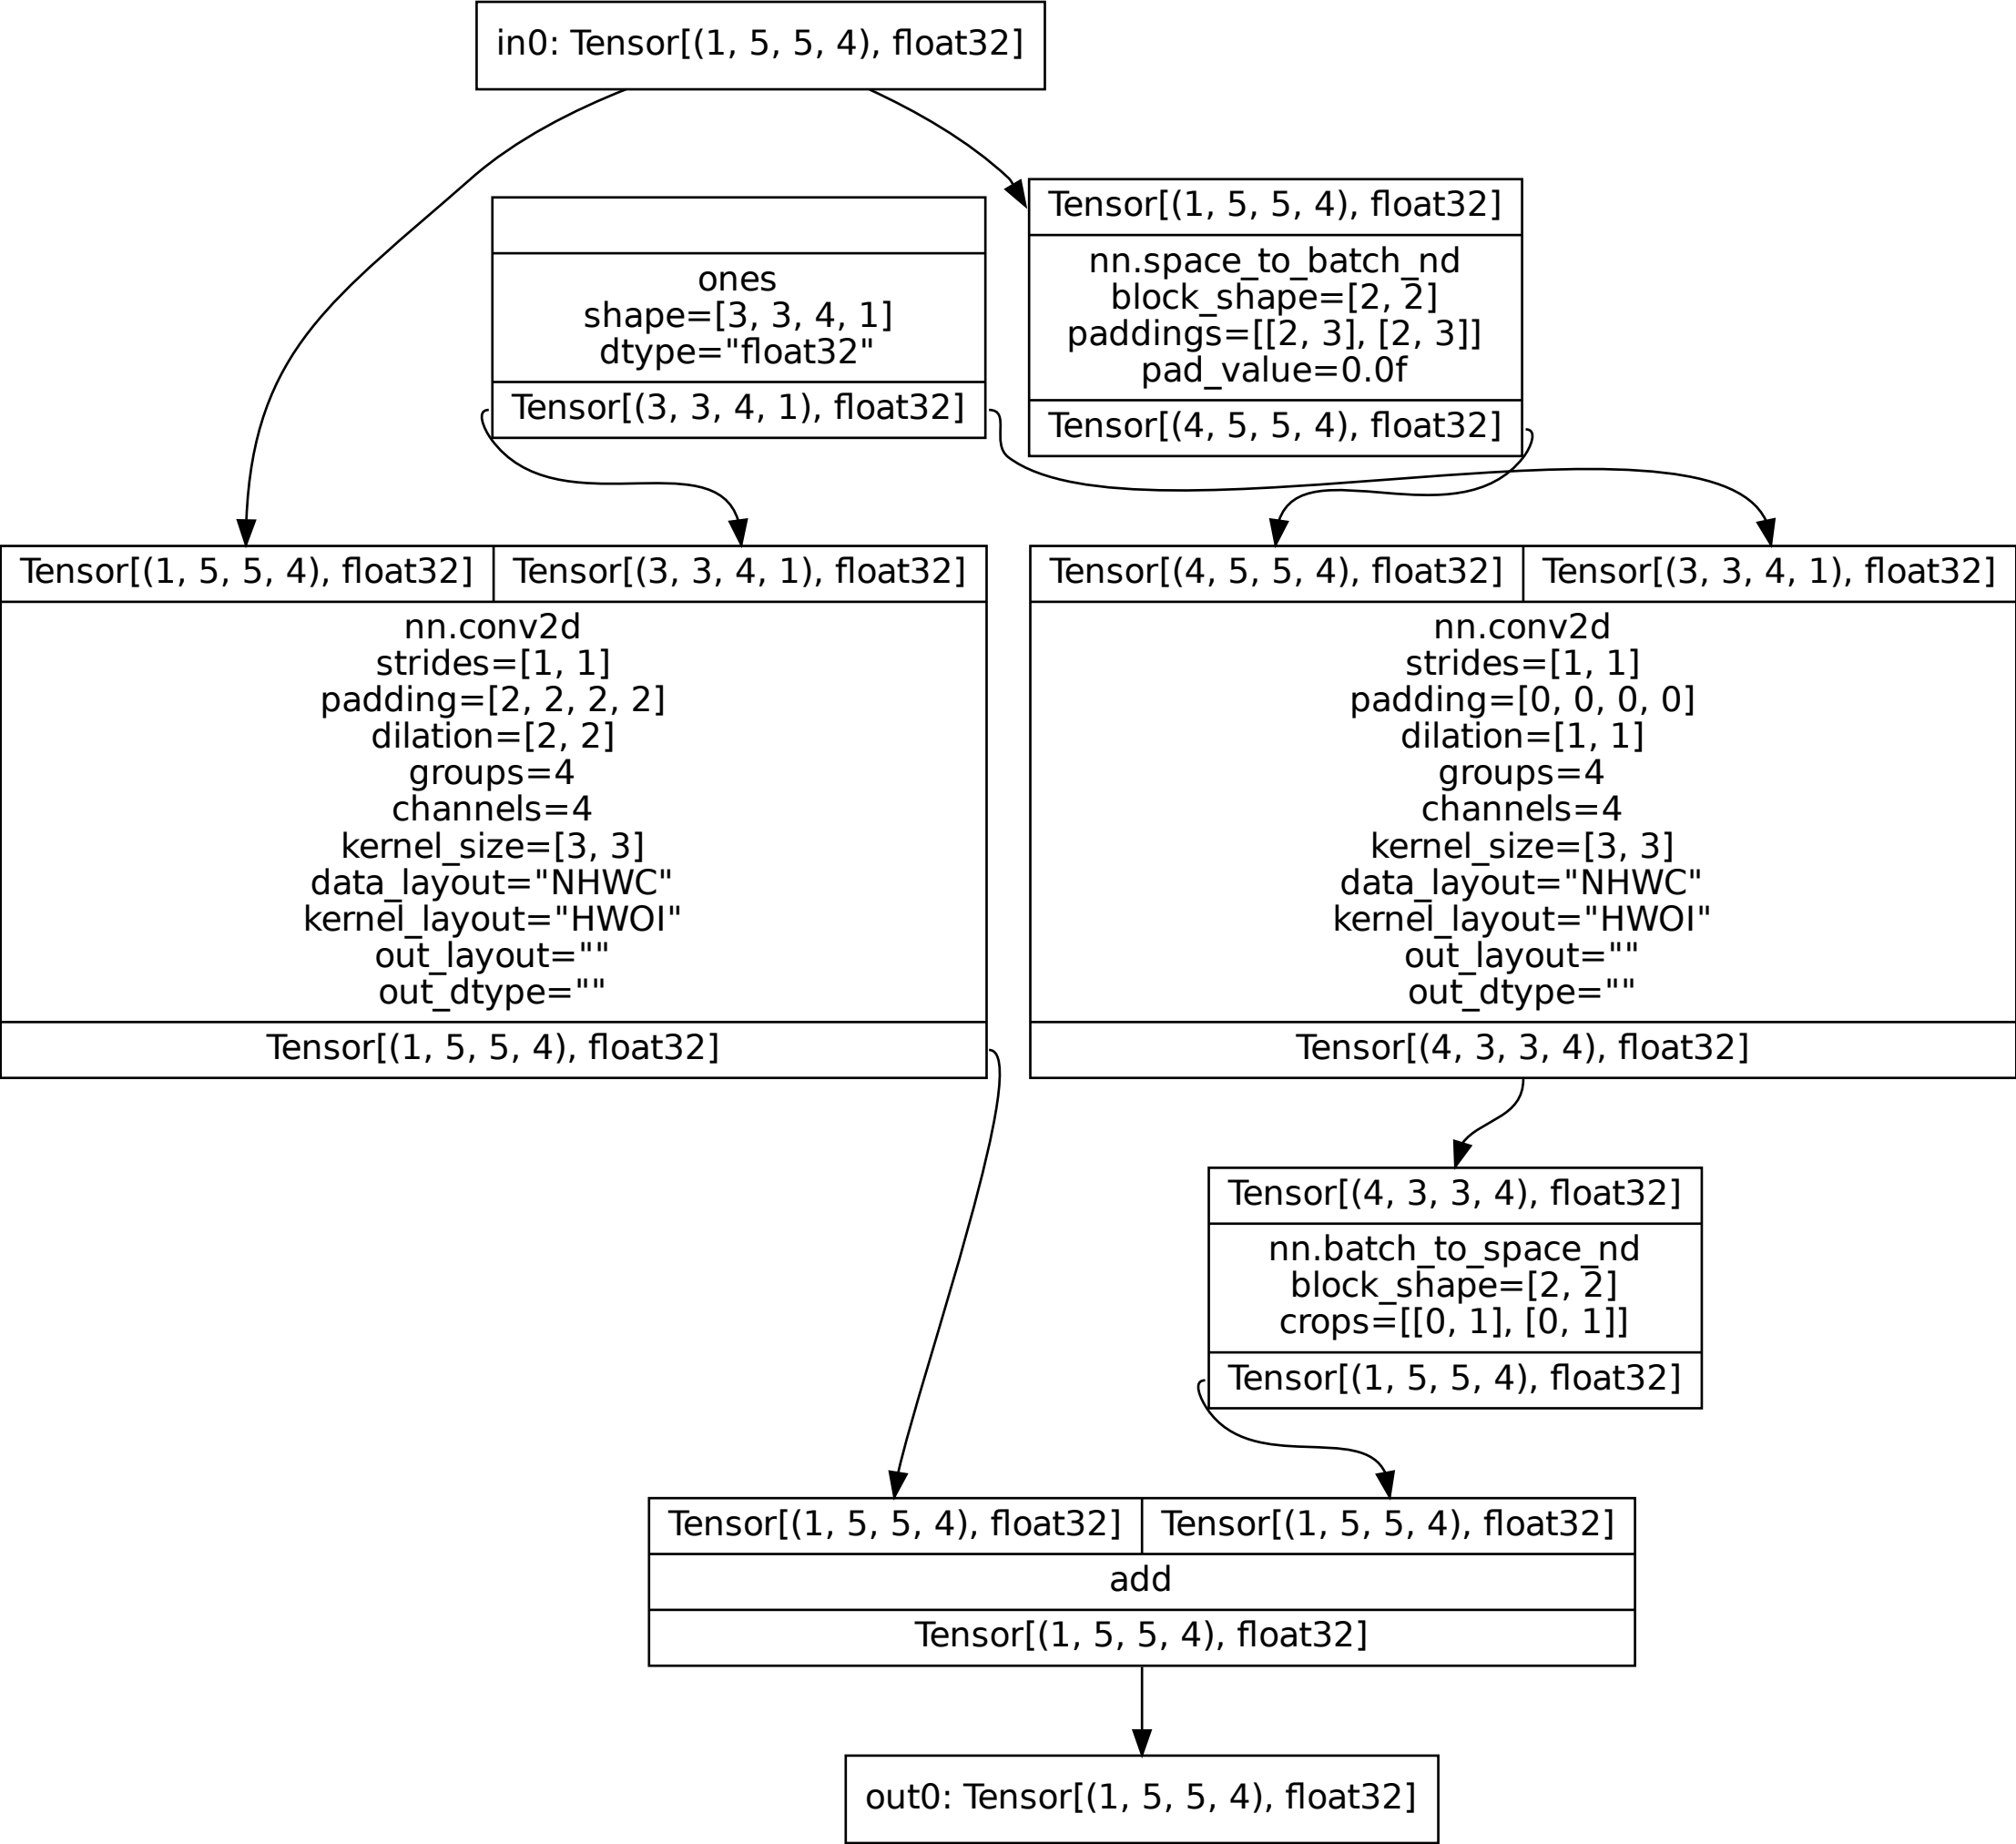 in0: Tensor[(1, 5, 5, 4), float32]
Tensor[(1, 5, 5, 4), float32]
nn.space_to_batch_nd
block_shape=[2, 2]
paddings=[[2, 3], [2, 3]]
pad_value=0.0f
Tensor[(4, 5, 5, 4), float32]
ones
shape=[3, 3, 4, 1]
dtype="float32"
Tensor[(3, 3, 4, 1), float32]
Tensor[(1, 5, 5, 4), float32]
Tensor[(3, 3, 4, 1), float32]
nn.conv2d
strides=[1, 1]
padding=[2, 2, 2, 2]
dilation=[2, 2]
groups=4
channels=4
kernel_size=[3, 3]
data_layout="NHWC"
kernel_layout="HWOI"
out_layout=""
out_dtype=""
Tensor[(1, 5, 5, 4), float32]
Tensor[(4, 5, 5, 4), float32]
Tensor[(3, 3, 4, 1), float32]
nn.conv2d
strides=[1, 1]
padding=[0, 0, 0, 0]
dilation=[1, 1]
groups=4
channels=4
kernel_size=[3, 3]
data_layout="NHWC"
kernel_layout="HWOI"
out_layout=""
out_dtype=""
Tensor[(4, 3, 3, 4), float32]
Tensor[(4, 3, 3, 4), float32]
nn.batch_to_space_nd
block_shape=[2, 2]
crops=[[0, 1], [0, 1]]
Tensor[(1, 5, 5, 4), float32]
Tensor[(1, 5, 5, 4), float32]
Tensor[(1, 5, 5, 4), float32]
add
Tensor[(1, 5, 5, 4), float32]
out0: Tensor[(1, 5, 5, 4), float32]